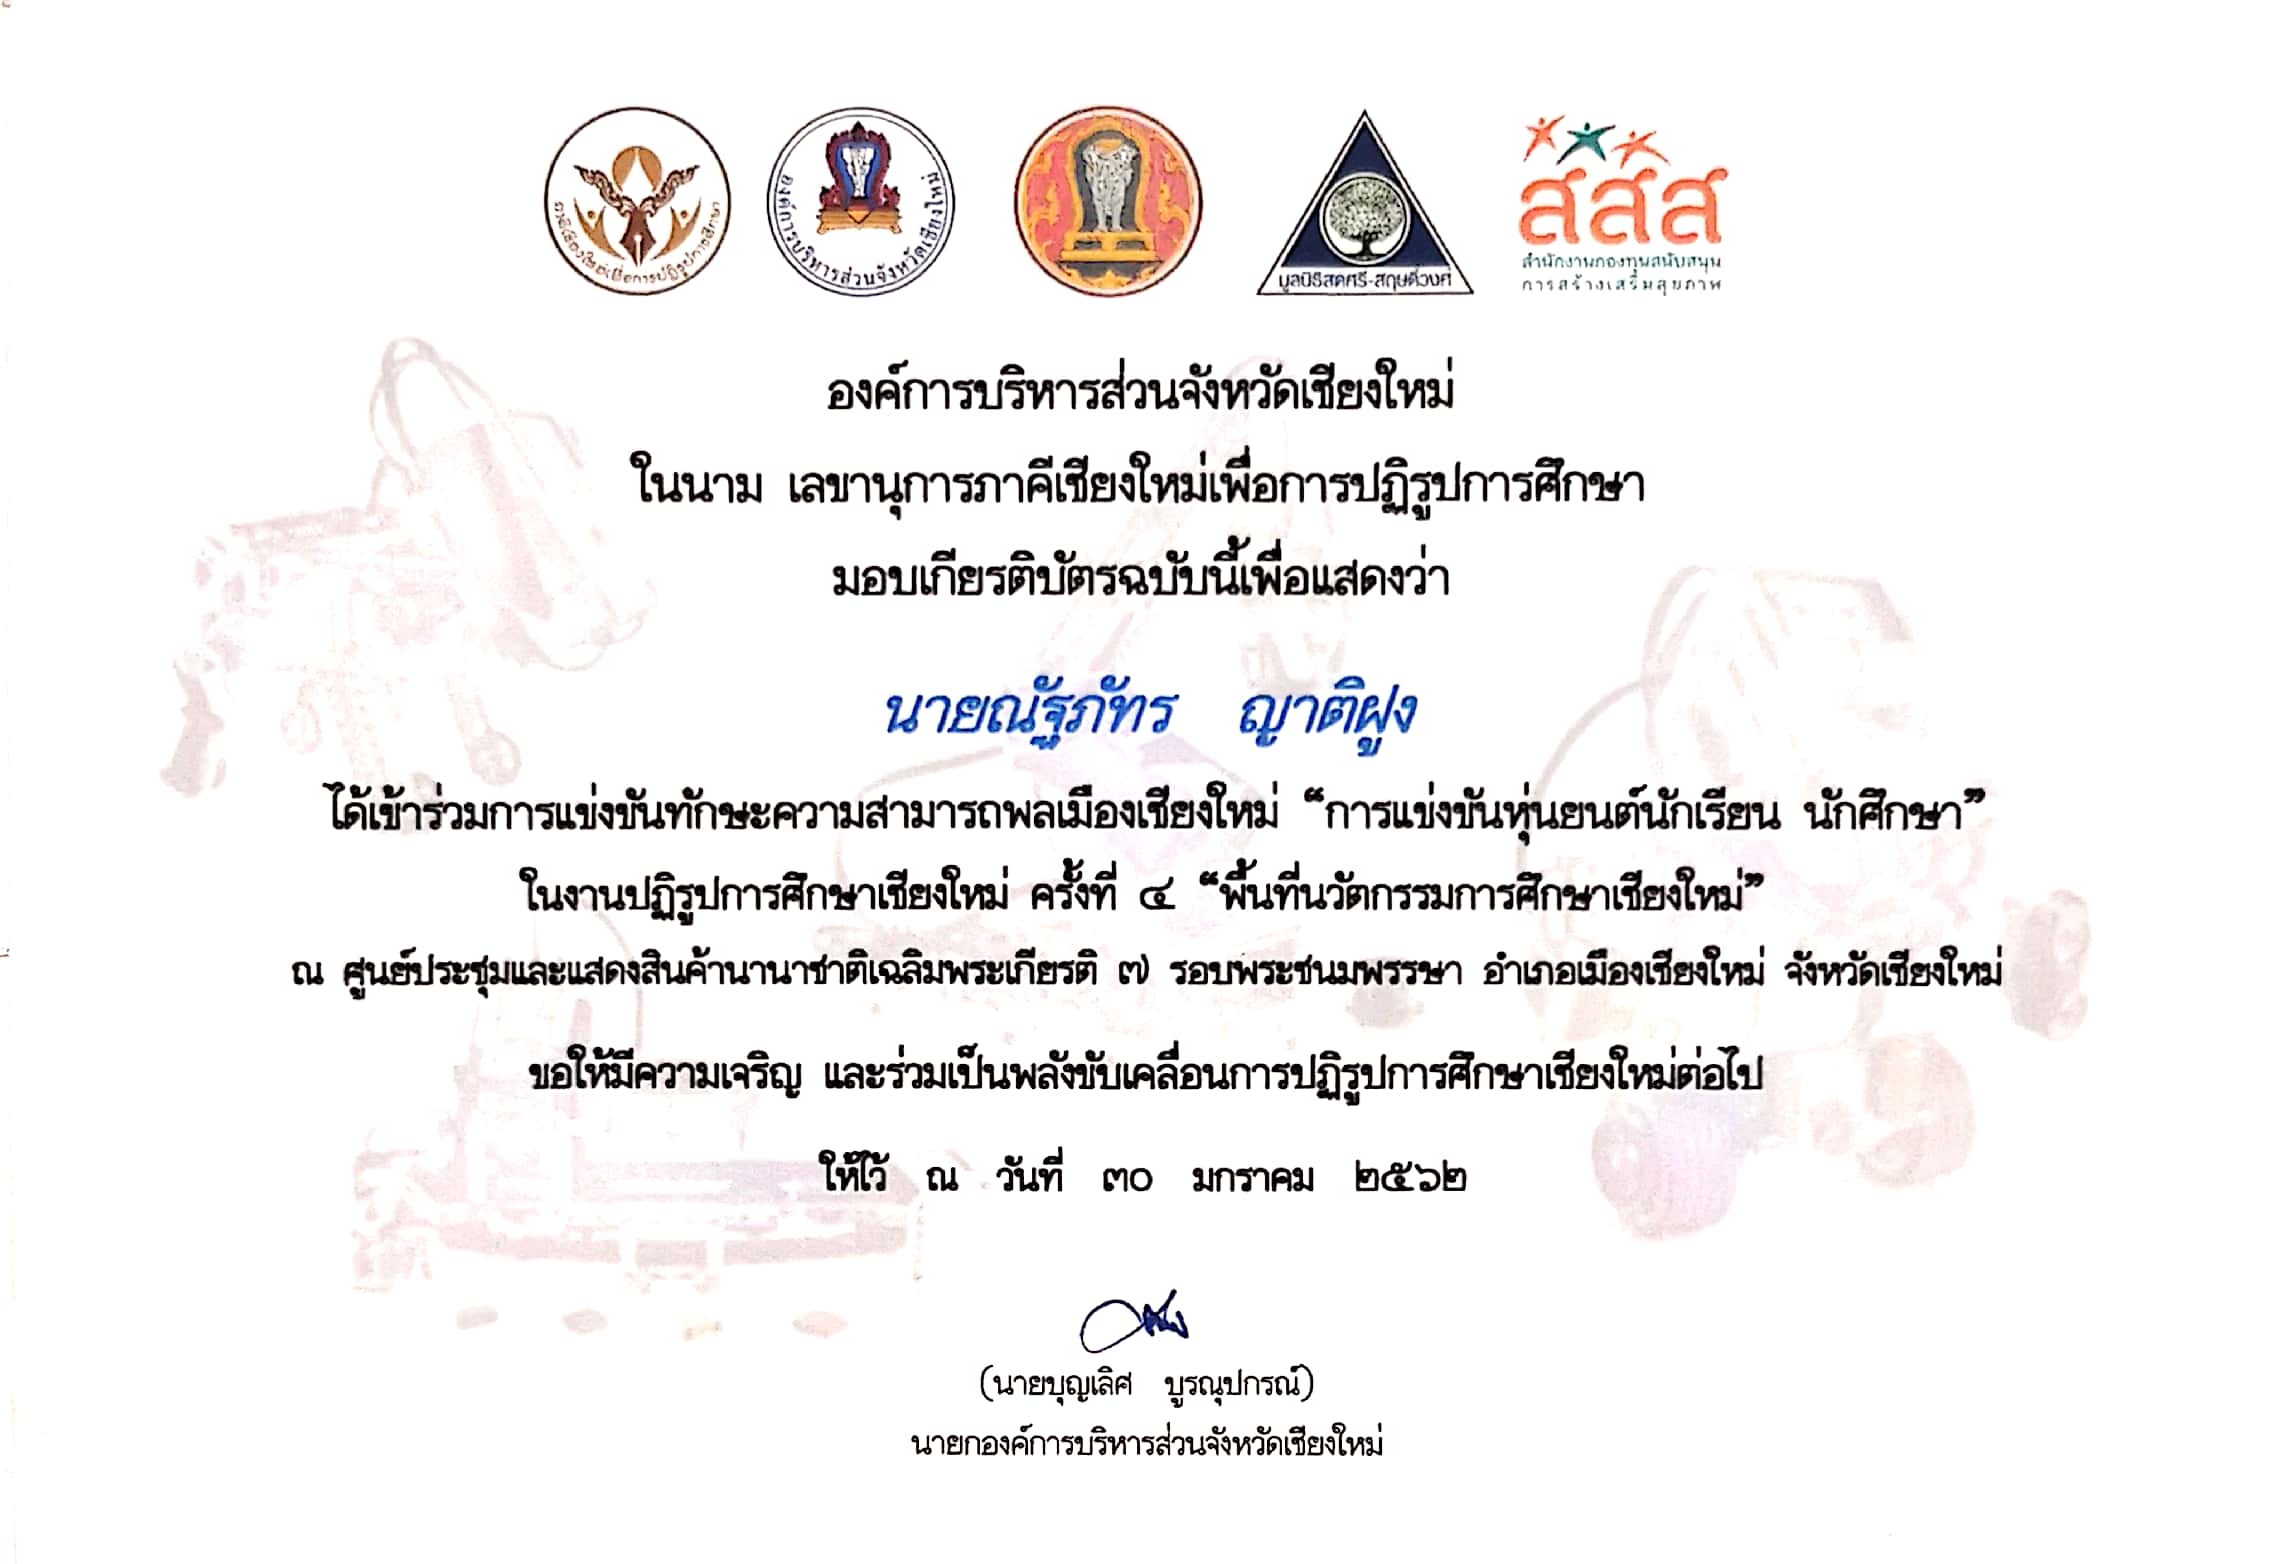 ภาคีเชียงใหม่เพื่อการปฏิรูปการศึกษา
องค์การบริหารส่วนจังหวัดเชียงใหม่
มูลนิธิสดศรี-สฤษดิ์วงศ์
สสส
สำนักงานกองทุนสนับสนุน
การสร้างเสริมสุขภาพ
องค์การบริหารส่วนจังหวัดเชียงใหม่
ในนาม เลขานุการภาคีเชียงใหม่เพื่อการปฏิรูปการศึกษา
มอบเกียรติบัตรฉบับนี้เพื่อแสดงว่า
นายณัฐภัทร ญาติฝูง
ได้เข้าร่วมการแข่งขันทักษะความสามารถพลเมืองเชียงใหม่ “การแข่งขันหุ่นยนต์นักเรียน นักศึกษา”
ในงานปฏิรูปการศึกษาเชียงใหม่ ครั้งที่ ๔ “พื้นที่นวัตกรรมการศึกษาเชียงใหม่”
ณ ศูนย์ประชุมและแสดงสินค้านานาชาติเฉลิมพระเกียรติ ๗ รอบพระชนมพรรษา อำเภอเมืองเชียงใหม่ จังหวัดเชียงใหม่
ขอให้มีความเจริญ และร่วมเป็นพลังขับเคลื่อนการปฏิรูปการศึกษาเชียงใหม่ต่อไป
ให้ไว้ ณ วันที่ ๓๐ มกราคม ๒๕๖๒
(นายบุญเลิศ บูรณุปกรณ์)
นายกองค์การบริหารส่วนจังหวัดเชียงใหม่